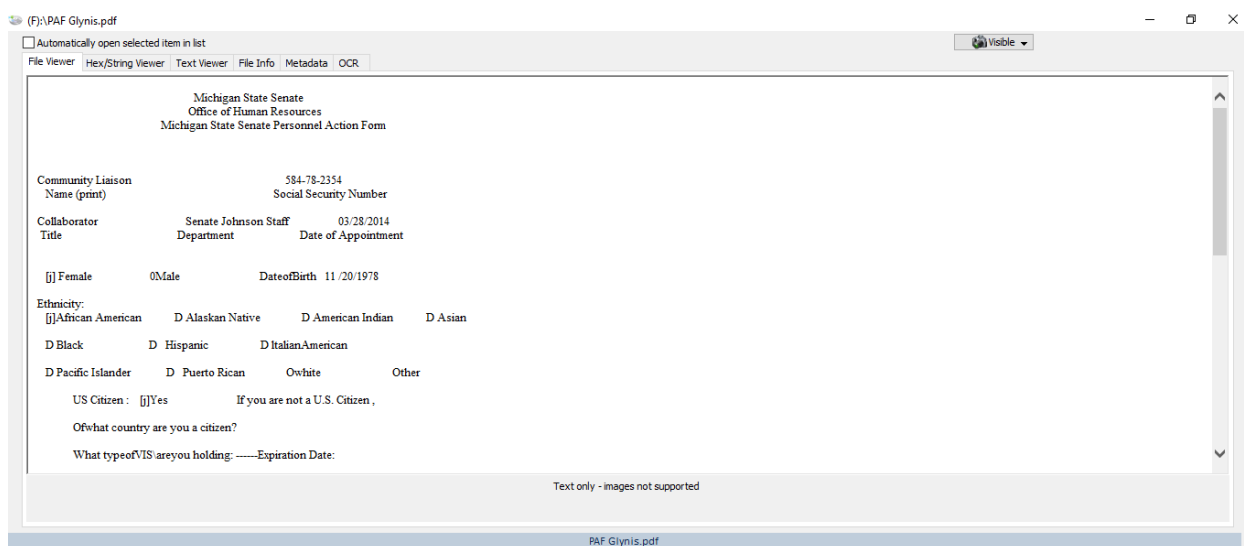 (F):\PAF Glynis.pdf
Automatically open selected item in list
Visible
File Viewer Hex/String Viewer Text Viewer File Info Metadata OCR
Michigan State Senate
Office of Human Resources
Michigan State Senate Personnel Action Form
Community Liaison 584-78-2354
Name (print) Social Security Number
Collaborator Senate Johnson Staff 03/28/2014
Title Department Date of Appointment
[j] Female 0Male DateofBirth 11 /20/1978
Ethnicity:
[j]African American D Alaskan Native D American Indian D Asian
D Black D Hispanic D ItalianAmerican
D Pacific Islander D Puerto Rican Owhite Other
US Citizen : [j]Yes If you are not a U.S. Citizen ,
Ofwhat country are you a citizen?
What typeofVIS\areyou holding: ------Expiration Date:
Text only - images not supported
PAF Glynis.pdf